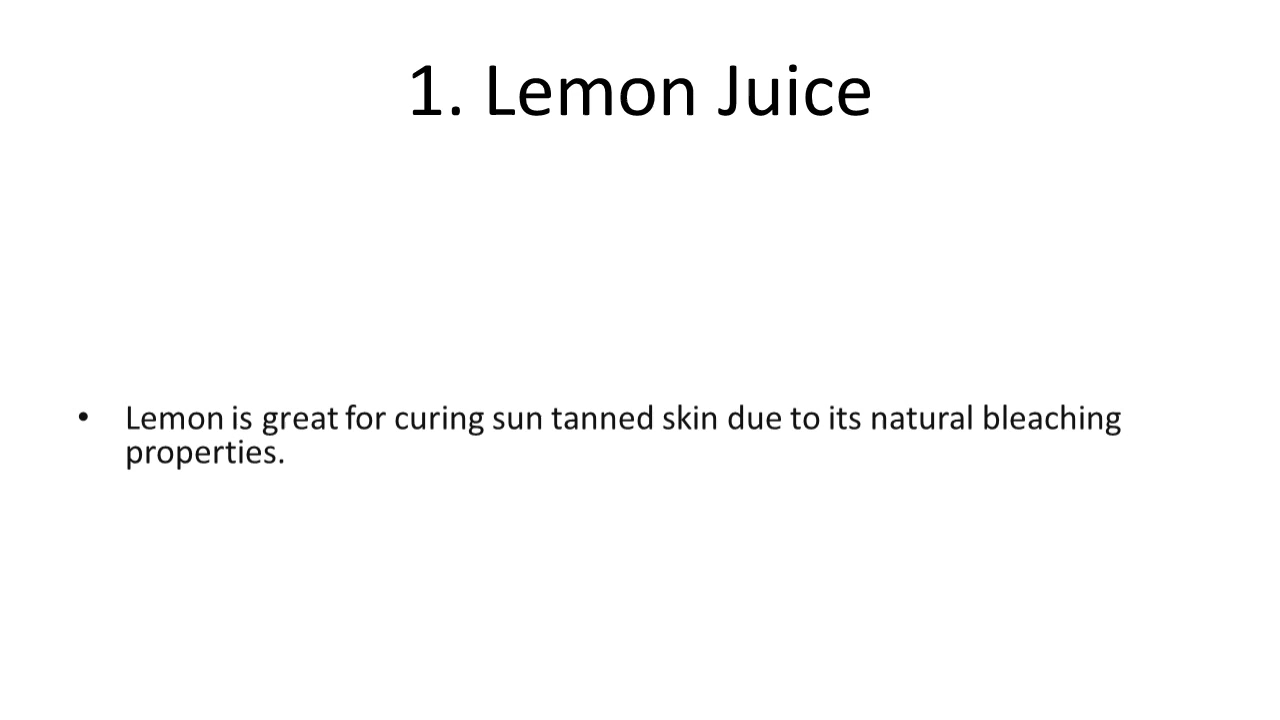 1. Lemon Juice
• Lemon is great for curing sun tanned skin due to its natural bleaching
properties.